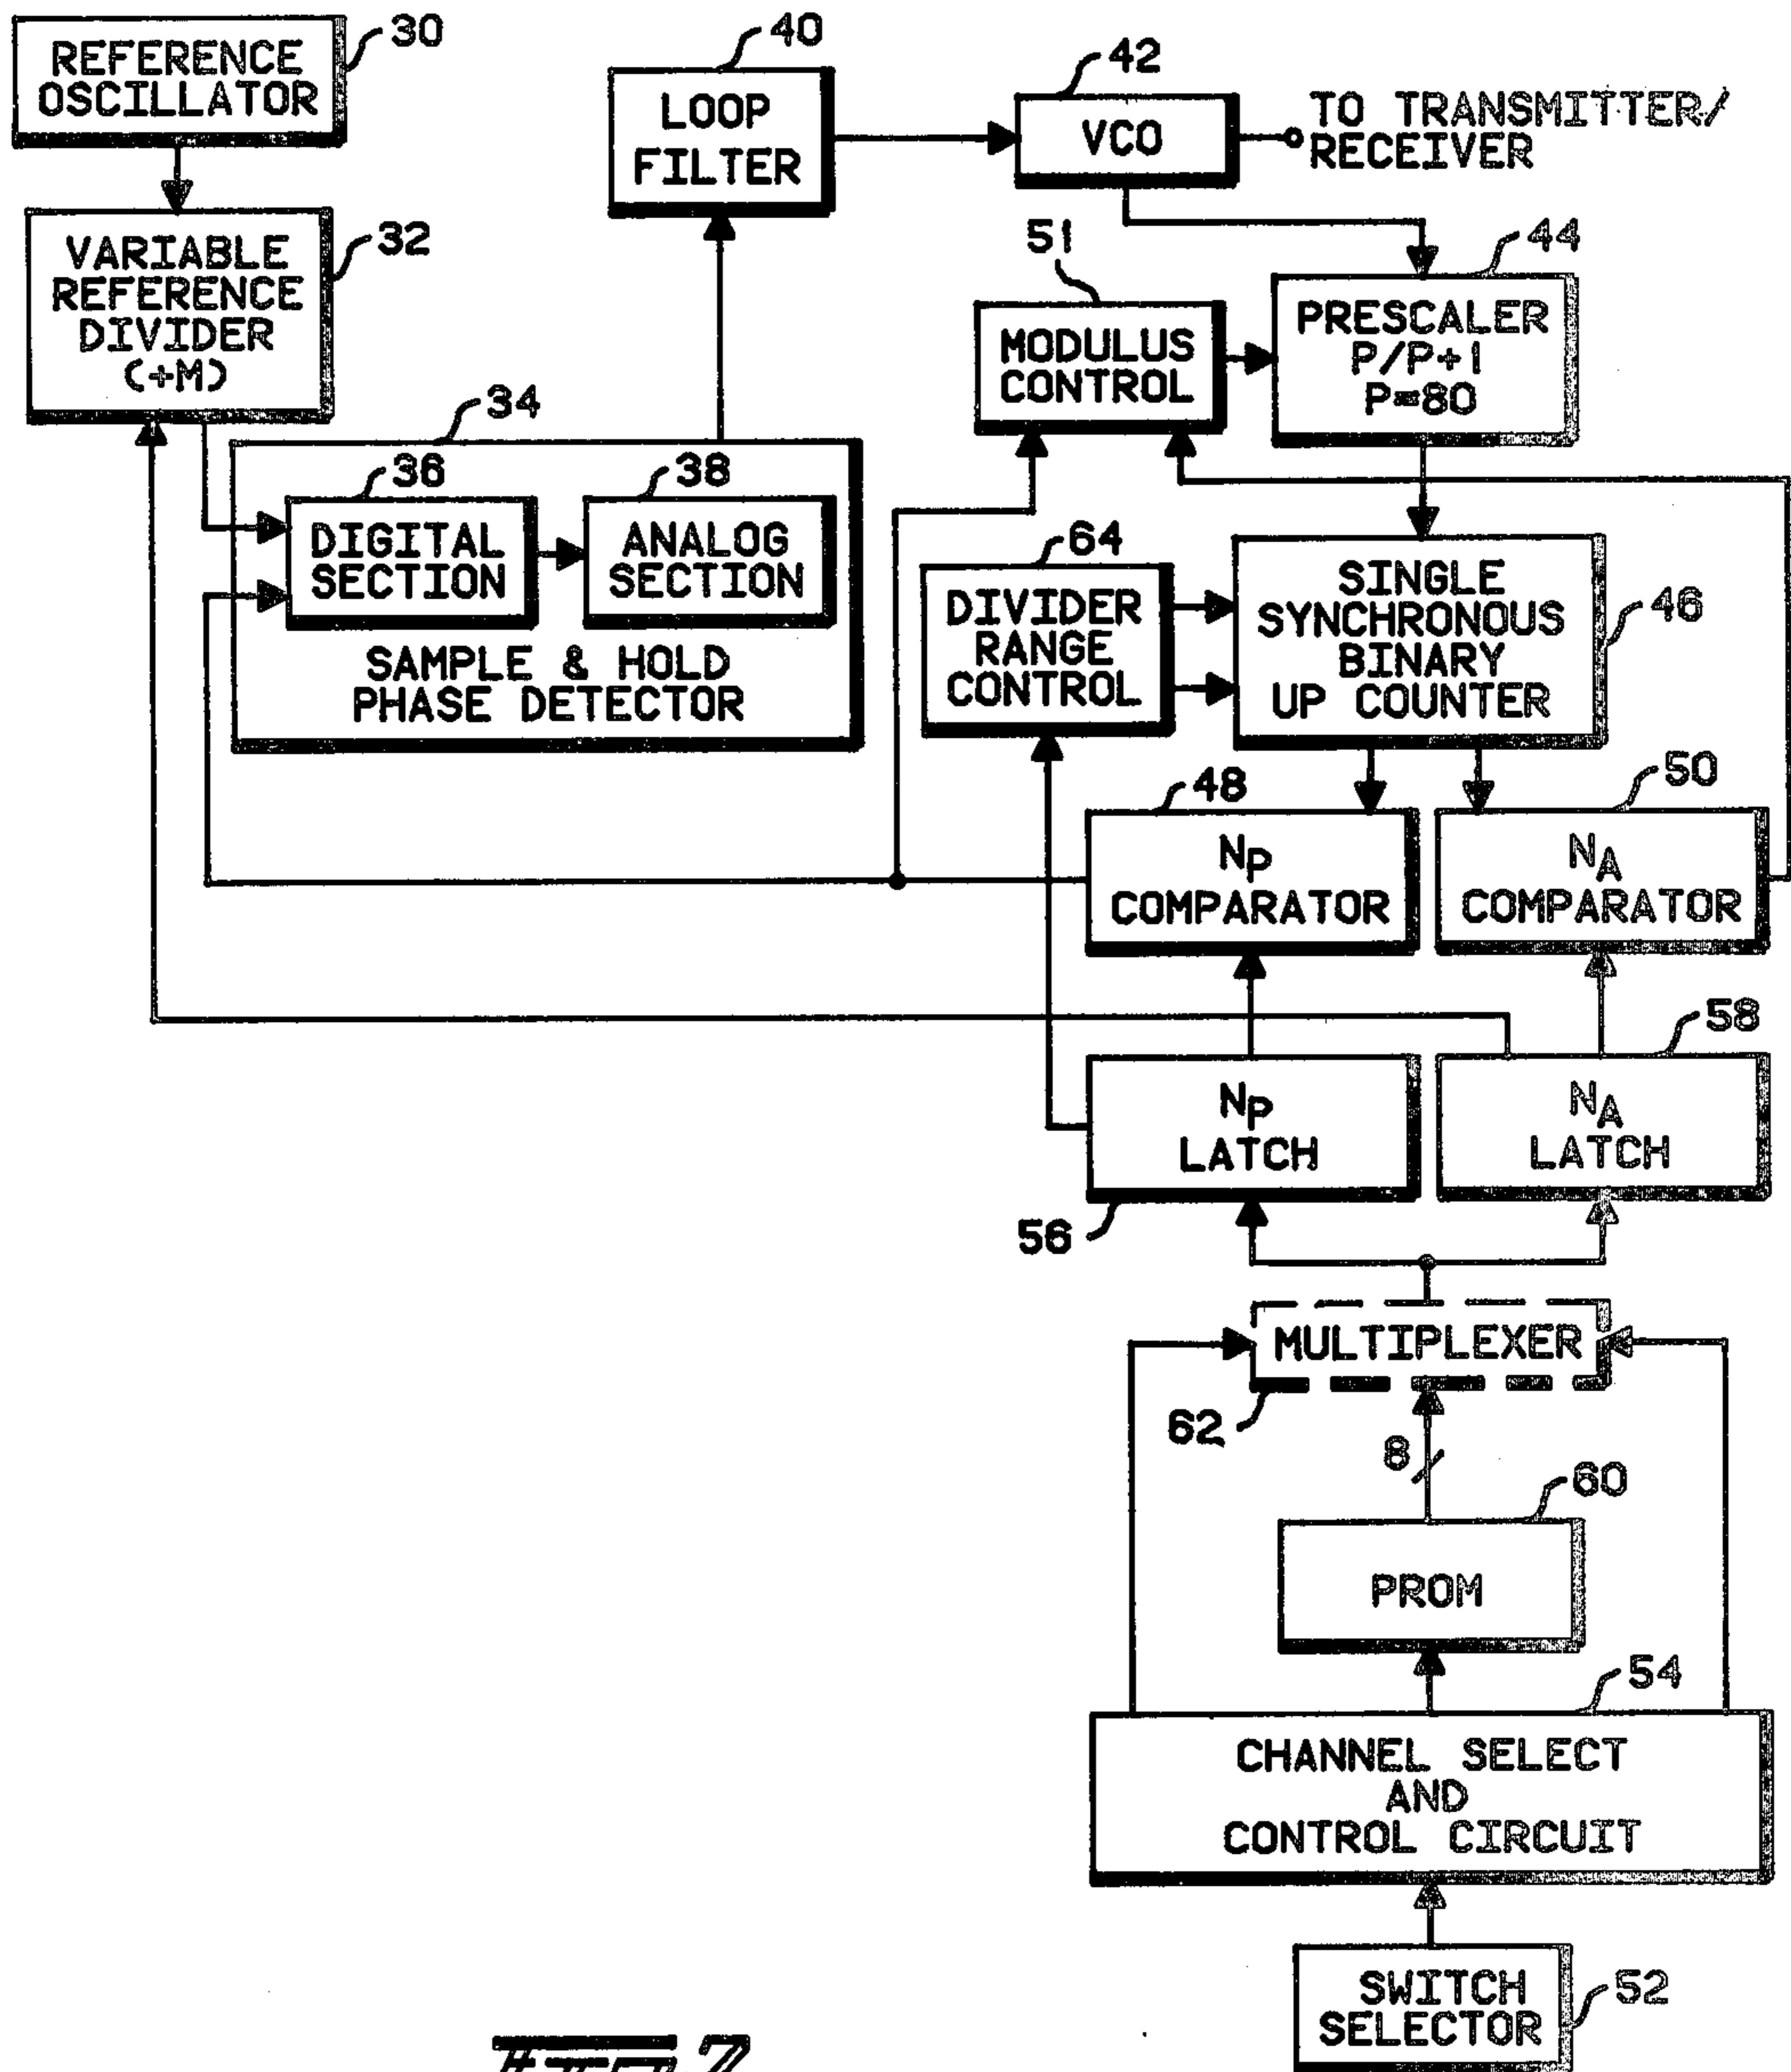 REFERENCE
OSCILLATOR
30
40
LOOP
FILTER
42
VCO
TO TRANSMITTER/
RECEIVER
VARIABLE
REFERENCE
DIVIDER
(+M)
32
51
MODULUS
CONTROL
44
PRESCALER
P/P+1
P=80
34
36
DIGITAL
SECTION
38
ANALOG
SECTION
SAMPLE & HOLD
PHASE DETECTOR
64
DIVIDER
RANGE
CONTROL
SINGLE
SYNCHRONOUS
BINARY
UP COUNTER
46
48
NP
COMPARATOR
50
NA
COMPARATOR
NP
LATCH
56
58
NA
LATCH
MULTIPLEXER
62
8
60
PROM
54
CHANNEL SELECT
AND
CONTROL CIRCUIT
SWITCH
SELECTOR
52